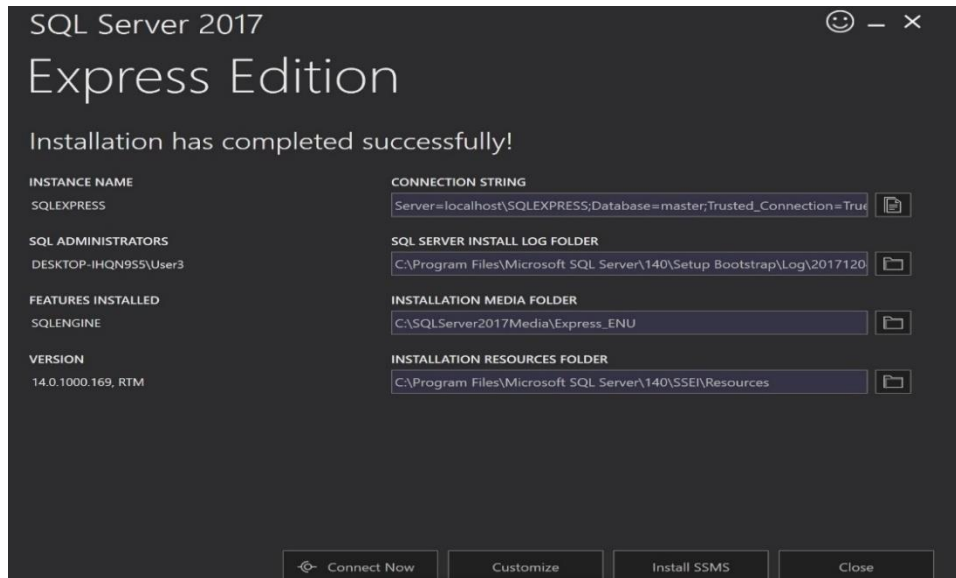 SQL Server 2017
Express Edition
Installation has completed successfully!
INSTANCE NAME
SQLEXPRESS
CONNECTION STRING
Server=localhost\SQLEXPRESS;Database=master;Trusted_Connection=True
SQL ADMINISTRATORS
DESKTOP-IHQN9S5\User3
SQL SERVER INSTALL LOG FOLDER
C:\Program Files\Microsoft SQL Server\140\Setup Bootstrap\Log\2017120
FEATURES INSTALLED
SQLENGINE
INSTALLATION MEDIA FOLDER
C:\SQLServer2017Media\Express_ENU
VERSION
14.0.1000.169, RTM
INSTALLATION RESOURCES FOLDER
C:\Program Files\Microsoft SQL Server\140\SSEI\Resources
Connect Now
Customize
Install SSMS
Close